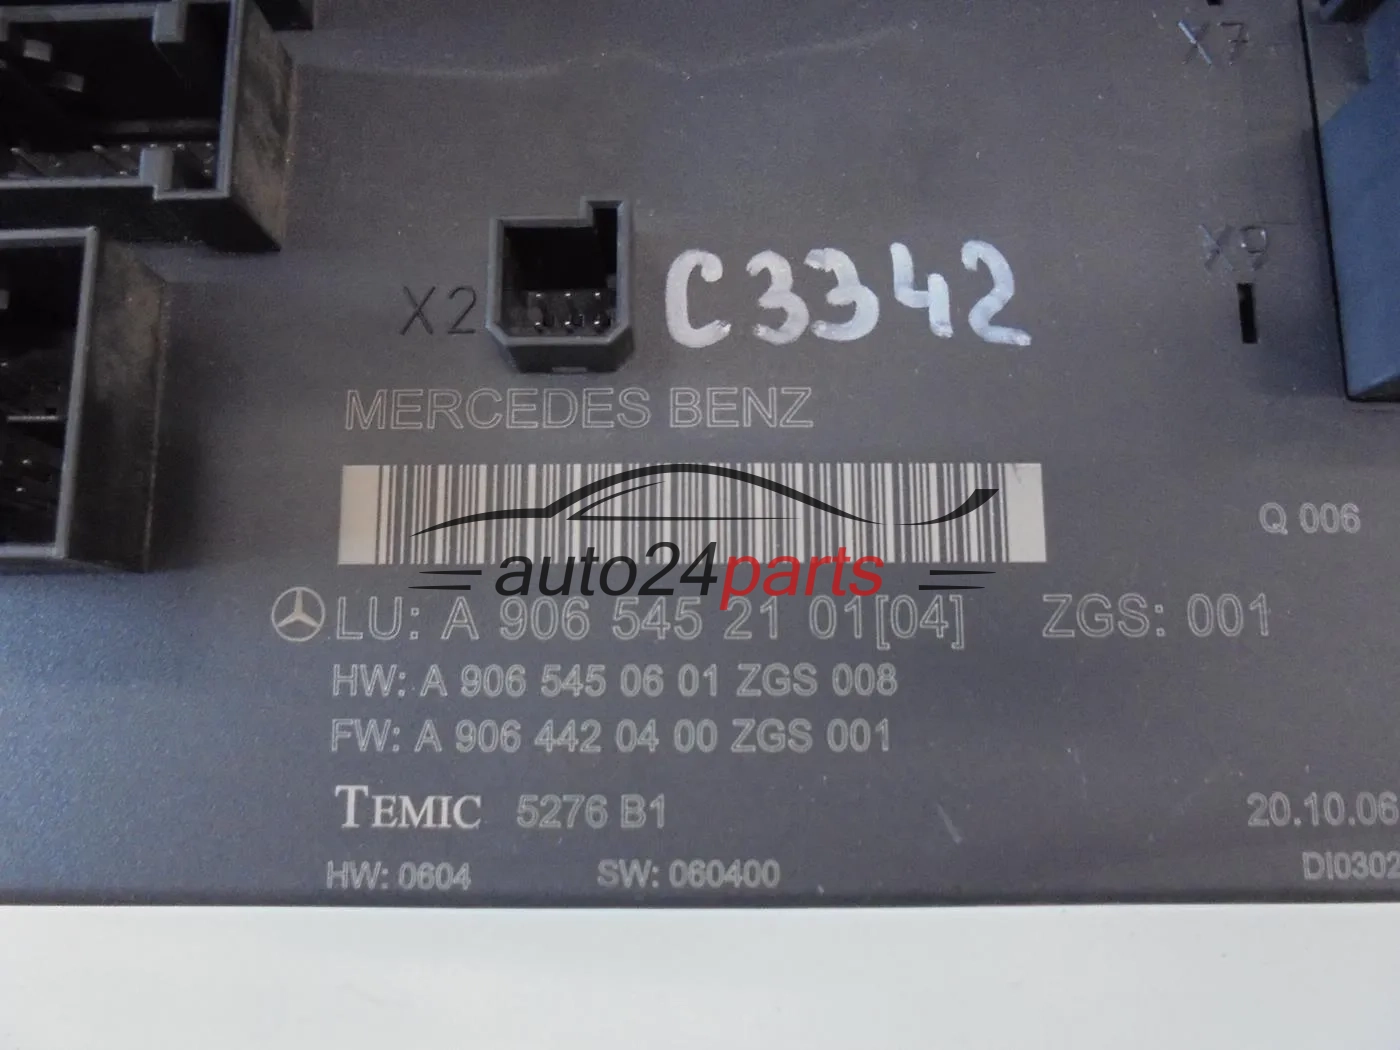 X7
X9
X2
C3342
MERCEDES BENZ
auto24parts
Q 006
LU: A 906 545 21 01[04] ZGS: 001
HW: A 906 545 06 01 ZGS 008
FW: A 906 442 04 00 ZGS 001
TEMIC 5276 B1
20.10.06
HW: 0604 SW: 060400
DI0302